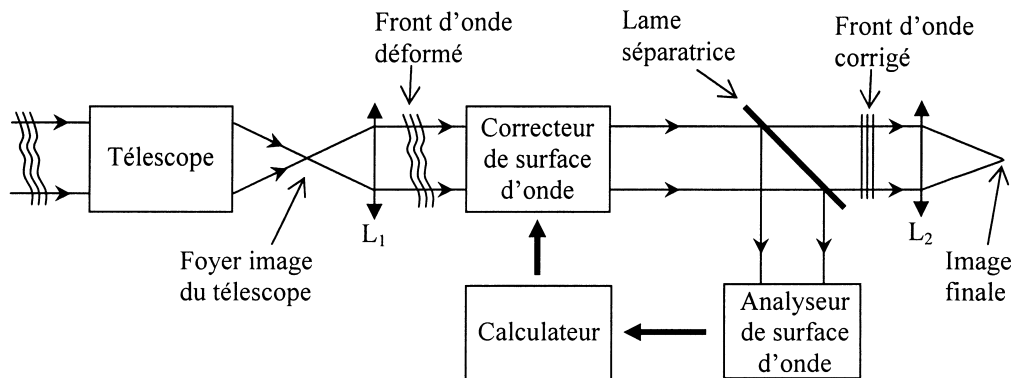 Front d’onde
déformé
Lame
séparatrice
Front d’onde
corrigé
Télescope
Correcteur
de surface
d’onde
L1
L2
Foyer image
du télescope
Image
finale
Calculateur
Analyseur
de surface
d’onde